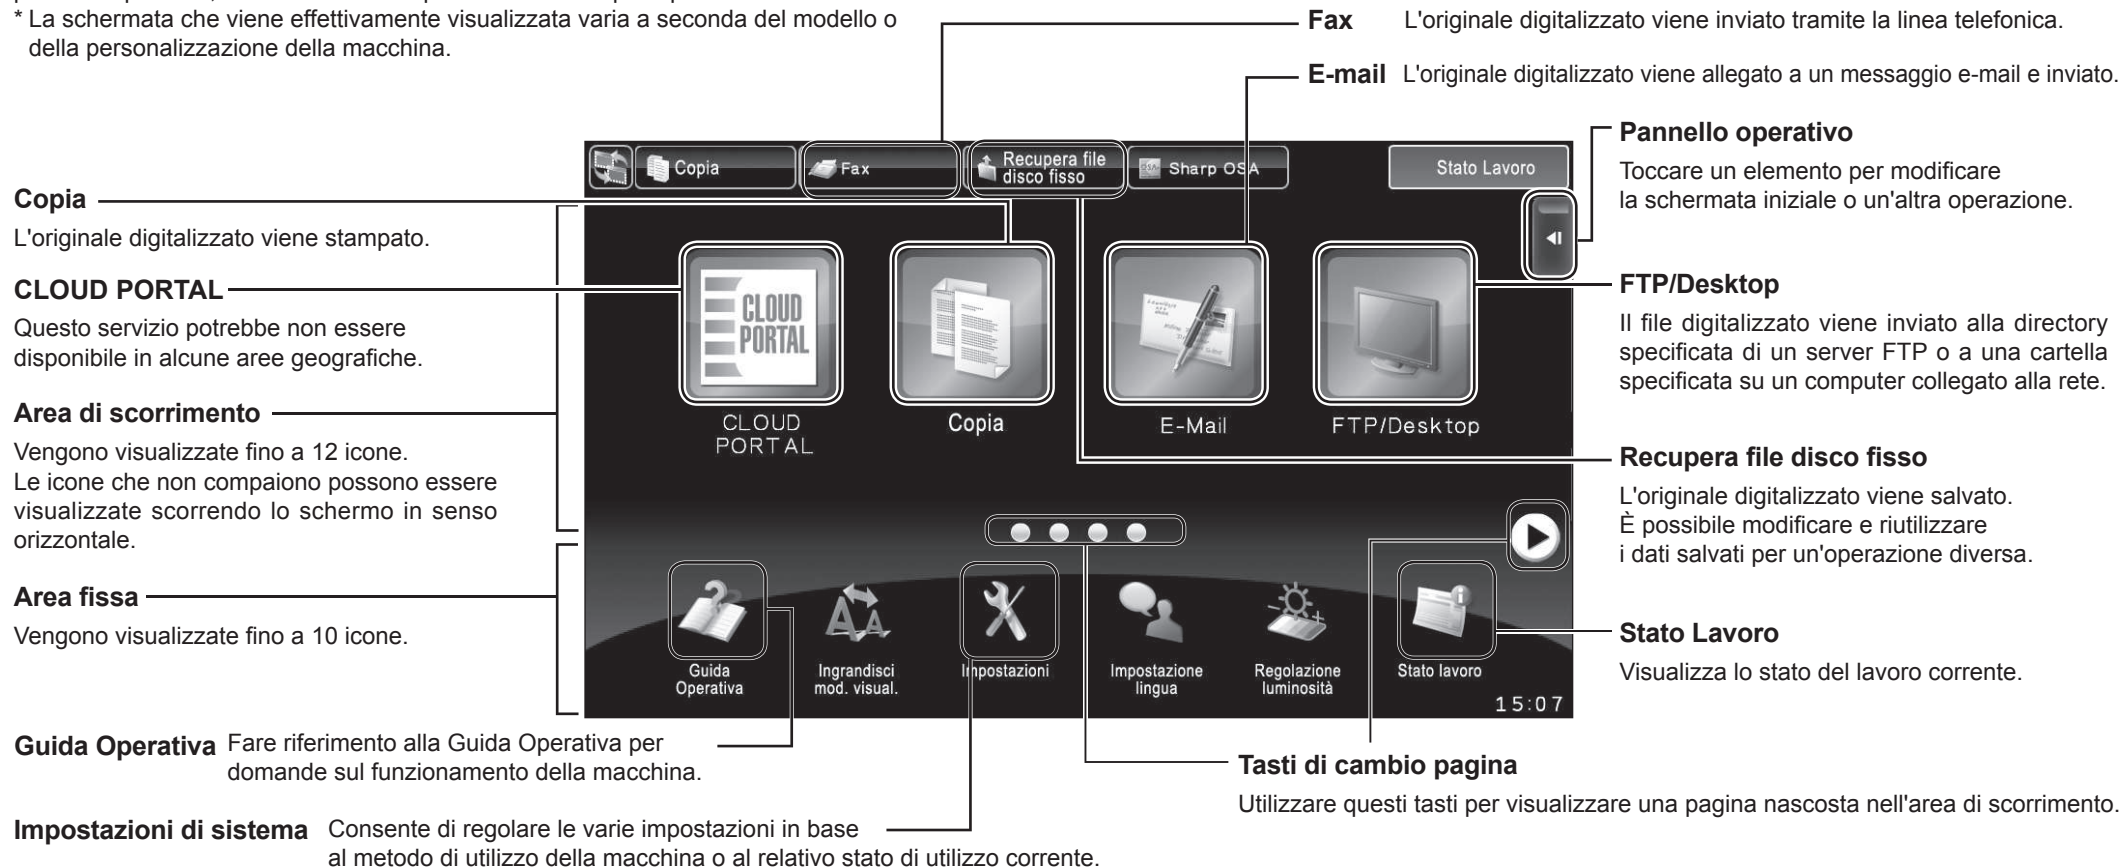 * La schermata che viene effettivamente visualizzata varia a seconda del modello o
della personalizzazione della macchina.
Fax L'originale digitalizzato viene inviato tramite la linea telefonica.
E-mail L'originale digitalizzato viene allegato a un messaggio e-mail e inviato.
Copia
L'originale digitalizzato viene stampato.
CLOUD PORTAL
Questo servizio potrebbe non essere
disponibile in alcune aree geografiche.
Area di scorrimento
Vengono visualizzate fino a 12 icone.
Le icone che non compaiono possono essere
visualizzate scorrendo lo schermo in senso
orizzontale.
Area fissa
Vengono visualizzate fino a 10 icone.
Copia
Fax
Recupera file
disco fisso
Sharp OSA
Stato Lavoro
CLOUD
PORTAL
CLOUD
PORTAL
Copia
E-Mail
FTP/Desktop
Guida
Operativa
Ingrandisci
mod. visual.
Impostazioni
Impostazione
lingua
Regolazione
luminosità
Stato lavoro
15:07
Pannello operativo
Toccare un elemento per modificare
la schermata iniziale o un'altra operazione.
FTP/Desktop
Il file digitalizzato viene inviato alla directory
specificata di un server FTP o a una cartella
specificata su un computer collegato alla rete.
Recupera file disco fisso
L'originale digitalizzato viene salvato.
È possibile modificare e riutilizzare
i dati salvati per un'operazione diversa.
Stato Lavoro
Visualizza lo stato del lavoro corrente.
Guida Operativa Fare riferimento alla Guida Operativa per
domande sul funzionamento della macchina.
Tasti di cambio pagina
Utilizzare questi tasti per visualizzare una pagina nascosta nell'area di scorrimento.
Impostazioni di sistema Consente di regolare le varie impostazioni in base
al metodo di utilizzo della macchina o al relativo stato di utilizzo corrente.